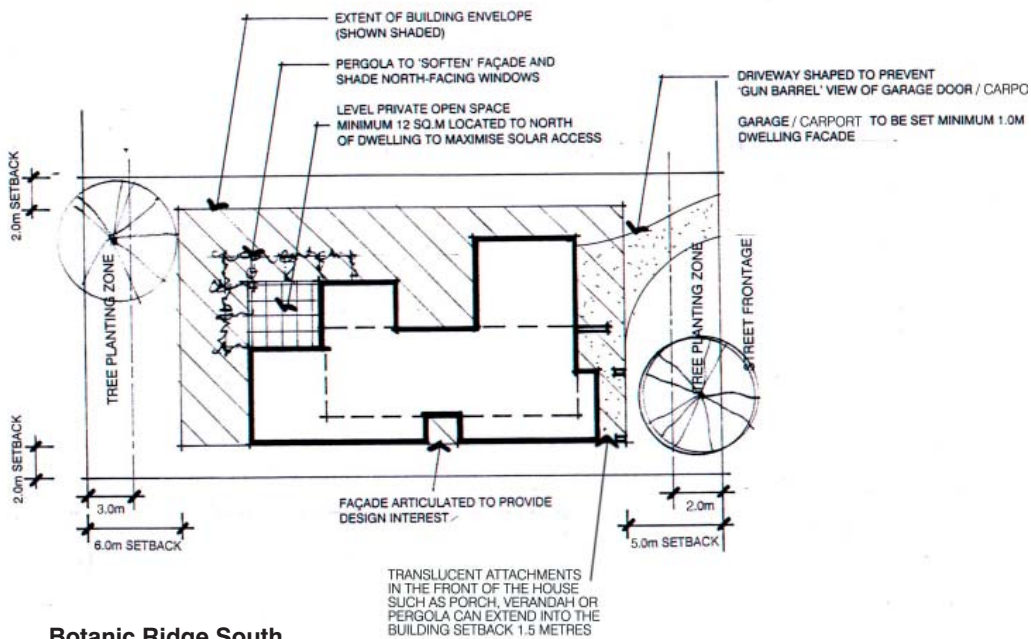 EXTENT OF BUILDING ENVELOPE
(SHOWN SHADED)
PERGOLA TO 'SOFTEN' FAÇADE AND
SHADE NORTH-FACING WINDOWS
LEVEL PRIVATE OPEN SPACE
MINIMUM 12 SQ.M LOCATED TO NORTH
OF DWELLING TO MAXIMISE SOLAR ACCESS
DRIVEWAY SHAPED TO PREVENT
'GUN BARREL' VIEW OF GARAGE DOOR / CARPO
GARAGE / CARPORT TO BE SET MINIMUM 1.0M
DWELLING FACADE
2.0m SETBACK
TREE PLANTING ZONE
TREE PLANTING ZONE
STREET FRONTAGE
2.0m SETBACK
3.0m
6.0m SETBACK
FAÇADE ARTICULATED TO PROVIDE
DESIGN INTEREST
2.0m
5.0m SETBACK
TRANSLUCENT ATTACHMENTS
IN THE FRONT OF THE HOUSE
SUCH AS PORCH, VERANDAH OR
PERGOLA CAN EXTEND INTO THE
BUILDING SETBACK 1.5 METRES
Botanic Ridge South